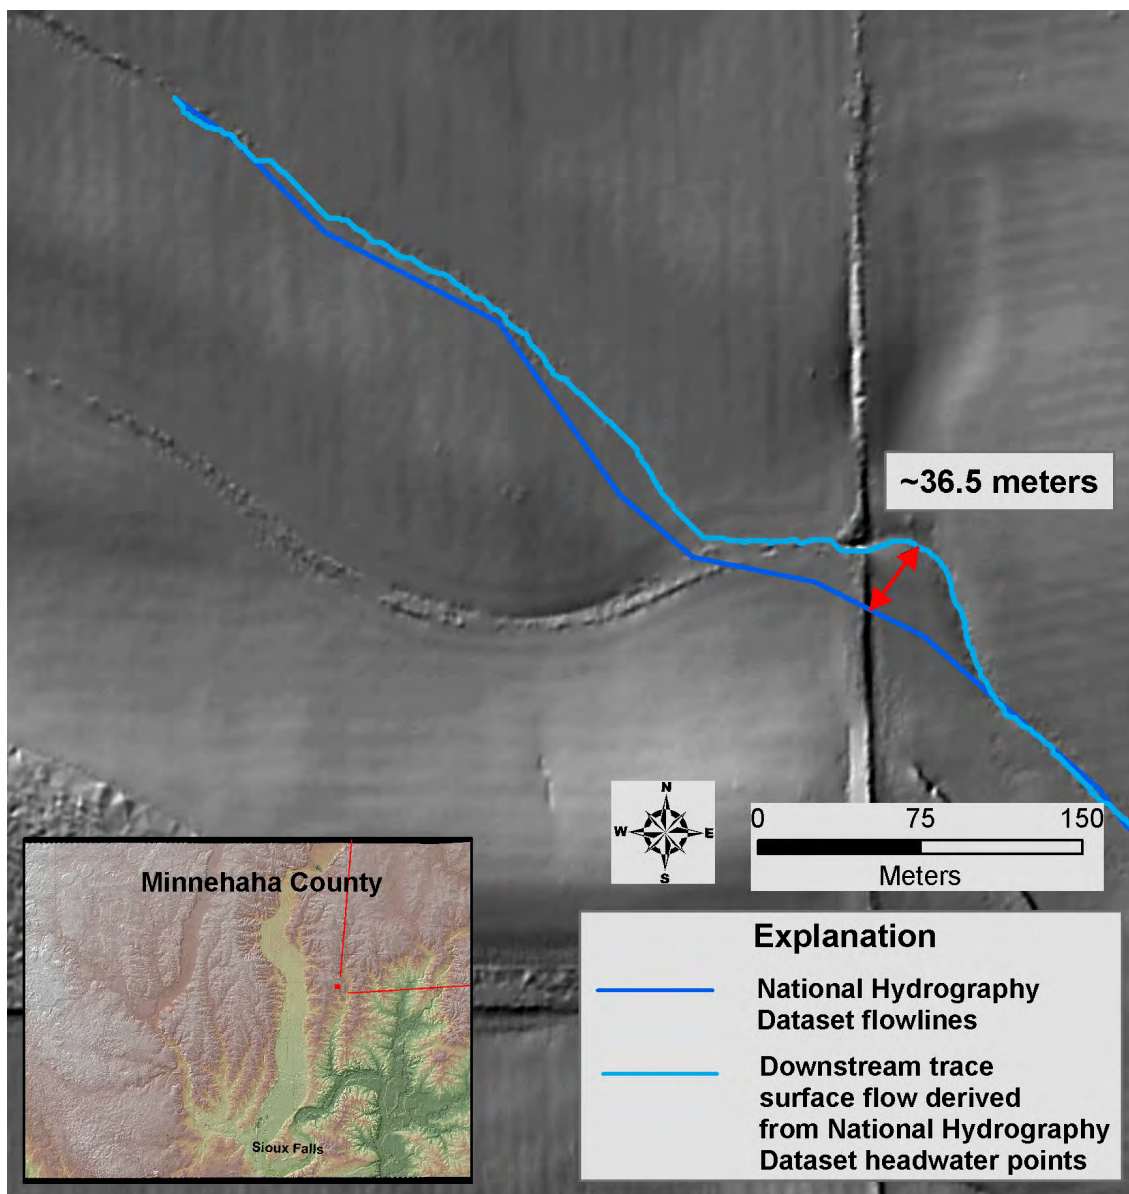 ~36.5 meters
N
W E
S
0 75 150
Meters
Minnehaha County
Sioux Falls
Explanation
National Hydrography
Dataset flowlines
Downstream trace
surface flow derived
from National Hydrography
Dataset headwater points